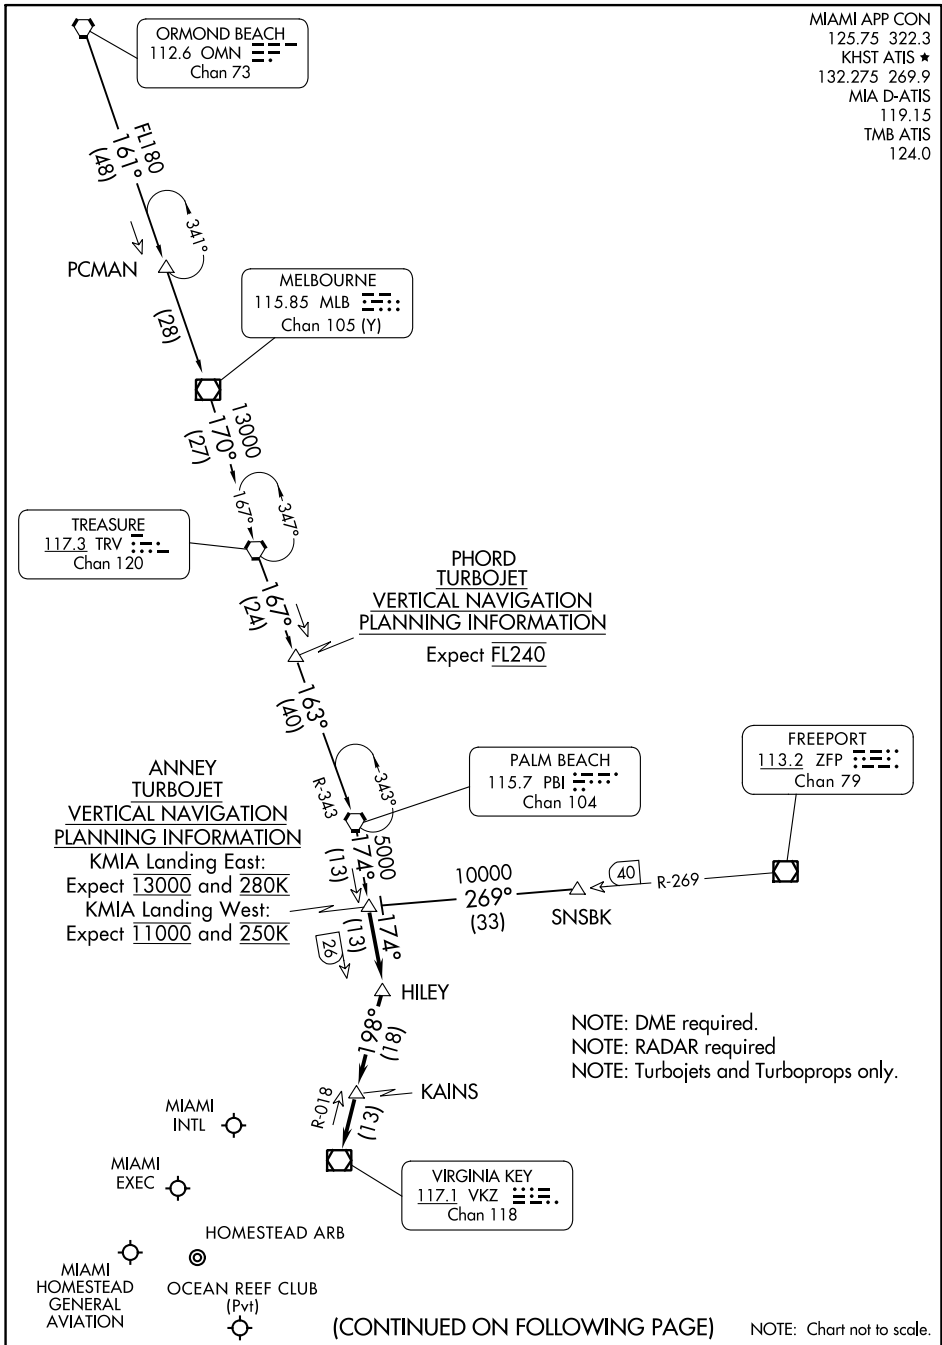 MIAMI APP CON
125.75 322.3
KHST ATIS ★
132.275 269.9
MIA D-ATIS
119.15
TMB ATIS
124.0
ORMOND BEACH
112.6 OMN
Chan 73
FL180
161°
(48)
341°
PCMAN
(28)
MELBOURNE
115.85 MLB
Chan 105 (Y)
13000
170°
(27)
167°
347°
TREASURE
117.3 TRV
Chan 120
167°
(24)
PHORD
TURBOJET
VERTICAL NAVIGATION
PLANNING INFORMATION
Expect FL240
163°
(40)
R-343
343°
PALM BEACH
115.7 PBI
Chan 104
FREEPORT
113.2 ZFP
Chan 79
ANNEY
TURBOJET
VERTICAL NAVIGATION
PLANNING INFORMATION
KMIA Landing East:
Expect 13000 and 280K
KMIA Landing West:
Expect 11000 and 250K
5000
174°
(13)
10000
269°
(33)
40
R-269
SNSBK
174°
(13)
26
HILEY
198°
(18)
NOTE: DME required.
NOTE: RADAR required
NOTE: Turbojets and Turboprops only.
KAINS
R-018
(13)
VIRGINIA KEY
117.1 VKZ
Chan 118
MIAMI
INTL
MIAMI
EXEC
HOMESTEAD ARB
MIAMI
HOMESTEAD
GENERAL
AVIATION
OCEAN REEF CLUB
(Pvt)
(CONTINUED ON FOLLOWING PAGE)
NOTE: Chart not to scale.